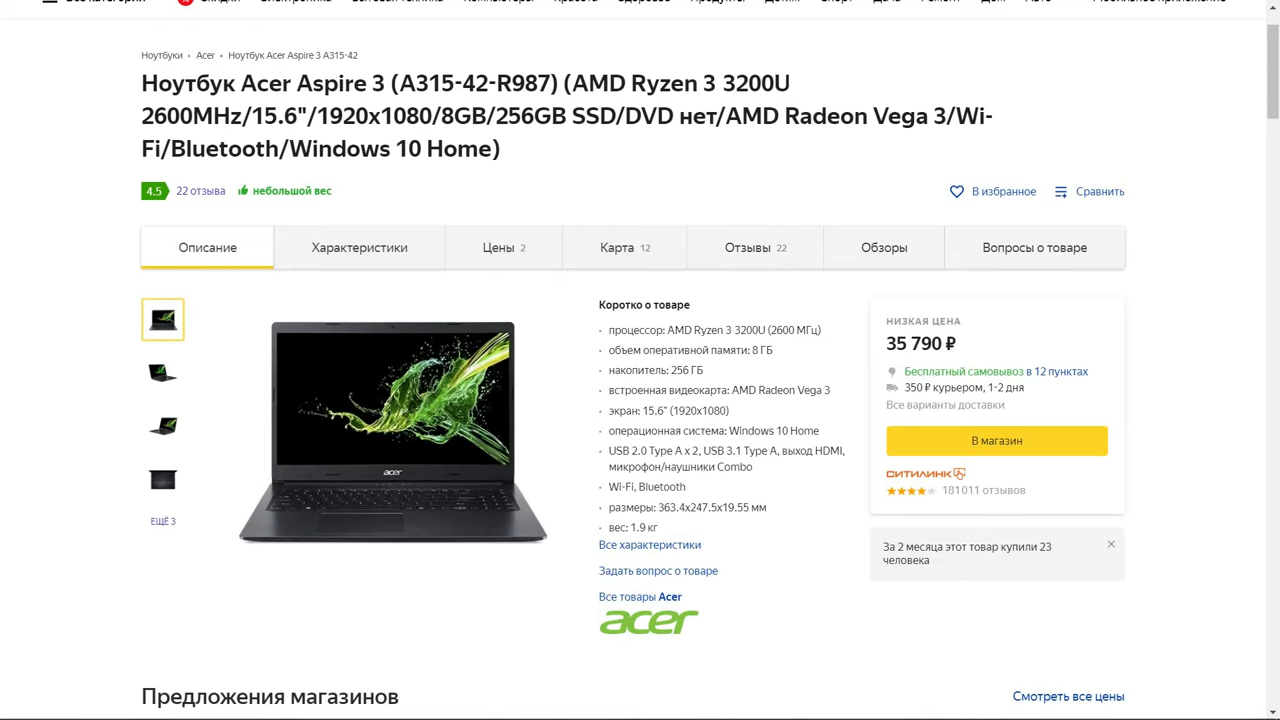 Ноутбуки • Acer • Ноутбук Acer Aspire 3 A315-42
Ноутбук Acer Aspire 3 (A315-42-R987) (AMD Ryzen 3 3200U
2600MHz/15.6"/1920x1080/8GB/256GB SSD/DVD нет/AMD Radeon Vega 3/Wi-
Fi/Bluetooth/Windows 10 Home)
4.5 22 отзыва небольшой вес
В избранное Сравнить
Описание Характеристики Цены 2 Карта 12 Отзывы 22 Обзоры Вопросы о товаре
ЕЩЁ 3
acer
Коротко о товаре
процессор: AMD Ryzen 3 3200U (2600 МГц)
объем оперативной памяти: 8 ГБ
накопитель: 256 ГБ
встроенная видеокарта: AMD Radeon Vega 3
экран: 15.6" (1920x1080)
операционная система: Windows 10 Home
USB 2.0 Type A x 2, USB 3.1 Type A, выход HDMI,
микрофон/наушники Combo
Wi-Fi, Bluetooth
размеры: 363.4x247.5x19.55 мм
вес: 1.9 кг
Все характеристики
Задать вопрос о товаре
Все товары Acer
acer
НИЗКАЯ ЦЕНА
35 790 ₽
Бесплатный самовывоз в 12 пунктах
350 ₽ курьером, 1-2 дня
Все варианты доставки
В магазин
СИТИЛИНК
181 011 отзывов
За 2 месяца этот товар купили 23
человека
Предложения магазинов
Смотреть все цены